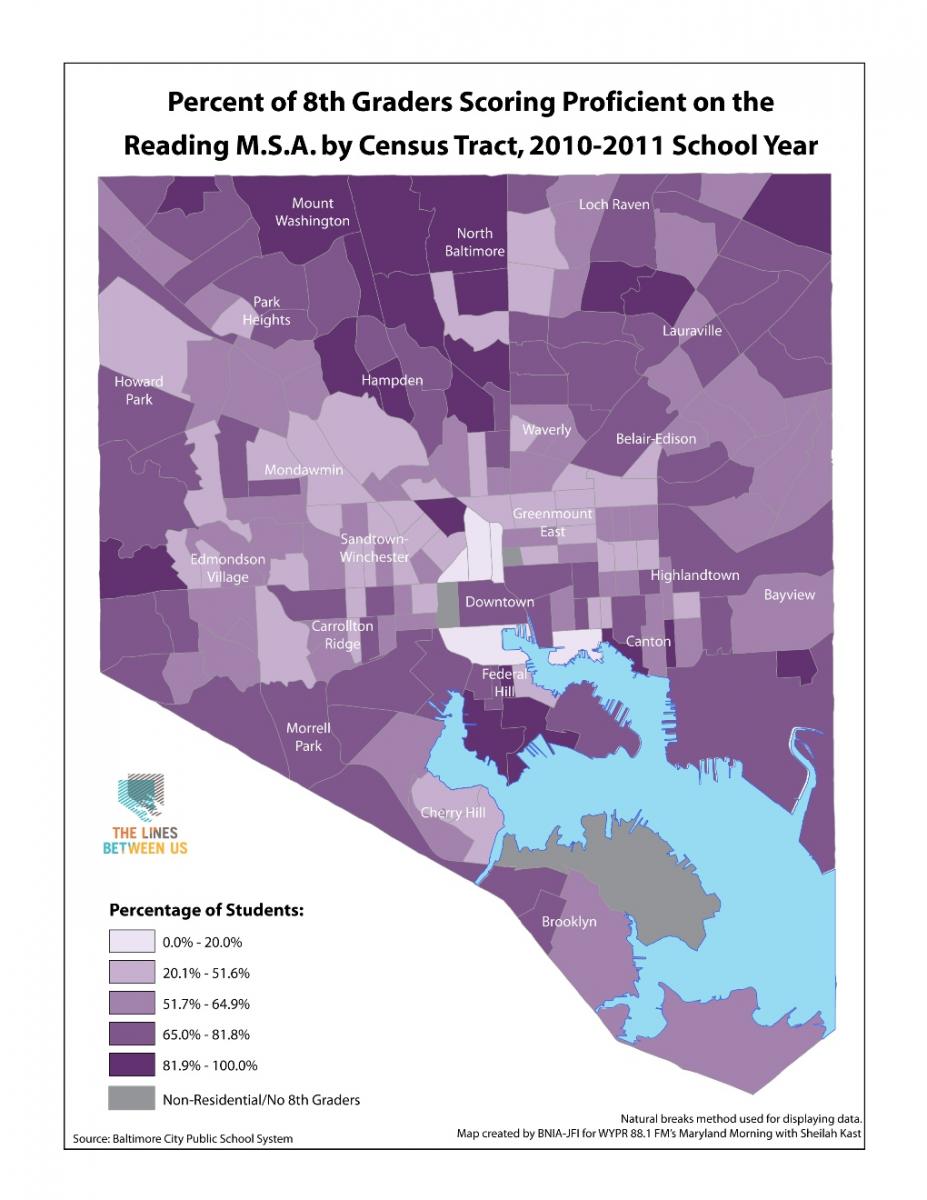 Percent of 8th Graders Scoring Proficient on the
Reading M.S.A. by Census Tract, 2010-2011 School Year
Mount
Washington
Loch Raven
North
Baltimore
Park
Heights
Lauraville
Howard
Park
Hampden
Waverly
Belair-Edison
Mondawmin
Greenmount
East
Sandtown-
Winchester
Edmondson
Village
Highlandtown
Bayview
Downtown
Carrollton
Ridge
Canton
Federal
Hill
Morrell
Park
Cherry Hill
THE LINES
BETWEEN US
Brooklyn
Percentage of Students:
0.0% - 20.0%
20.1% - 51.6%
51.7% - 64.9%
65.0% - 81.8%
81.9% - 100.0%
Non-Residential/No 8th Graders
Natural breaks method used for displaying data.
Source: Baltimore City Public School System
Map created by BNIA-JFI for WYPR 88.1 FM's Maryland Morning with Sheilah Kast